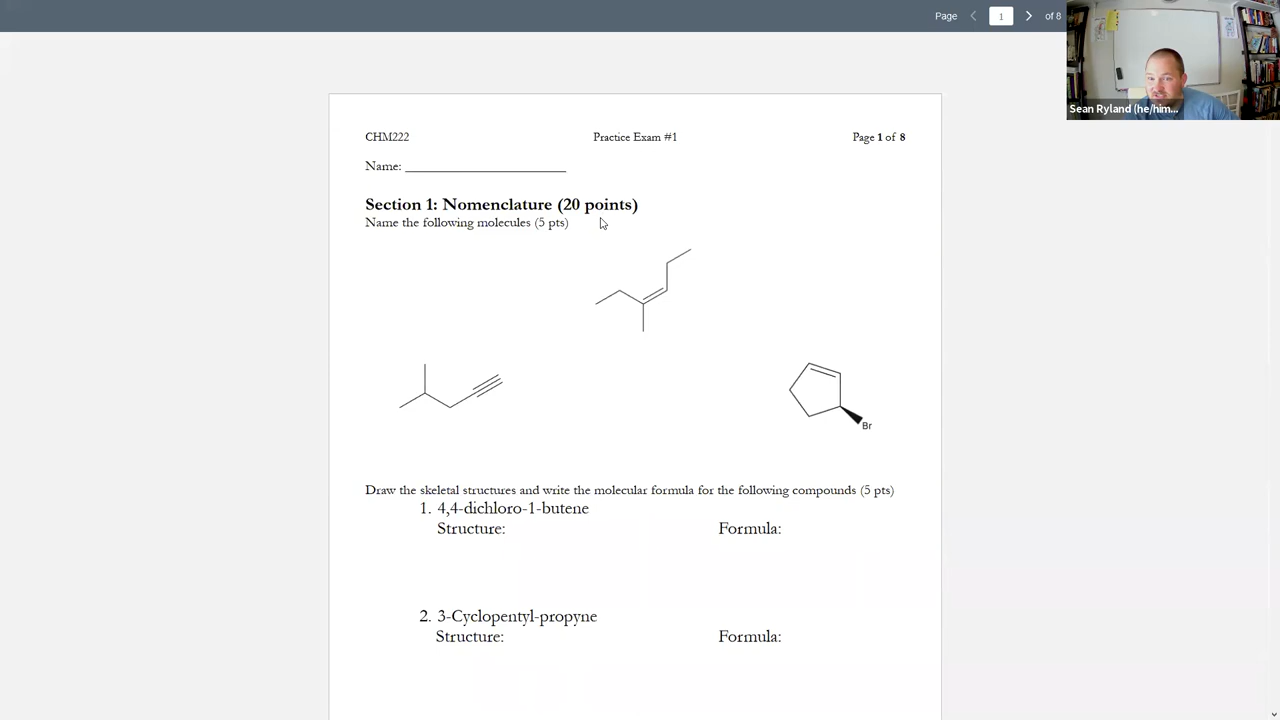 Page 1 of 8
Sean Ryland (he/him...
CHM222 Practice Exam #1 Page 1 of 8
Name: ____________________
Section 1: Nomenclature (20 points)
Name the following molecules (5 pts)
Br
Draw the skeletal structures and write the molecular formula for the following compounds (5 pts)
1. 4,4-dichloro-1-butene
Structure: Formula:
2. 3-Cyclopentyl-propyne
Structure: Formula: